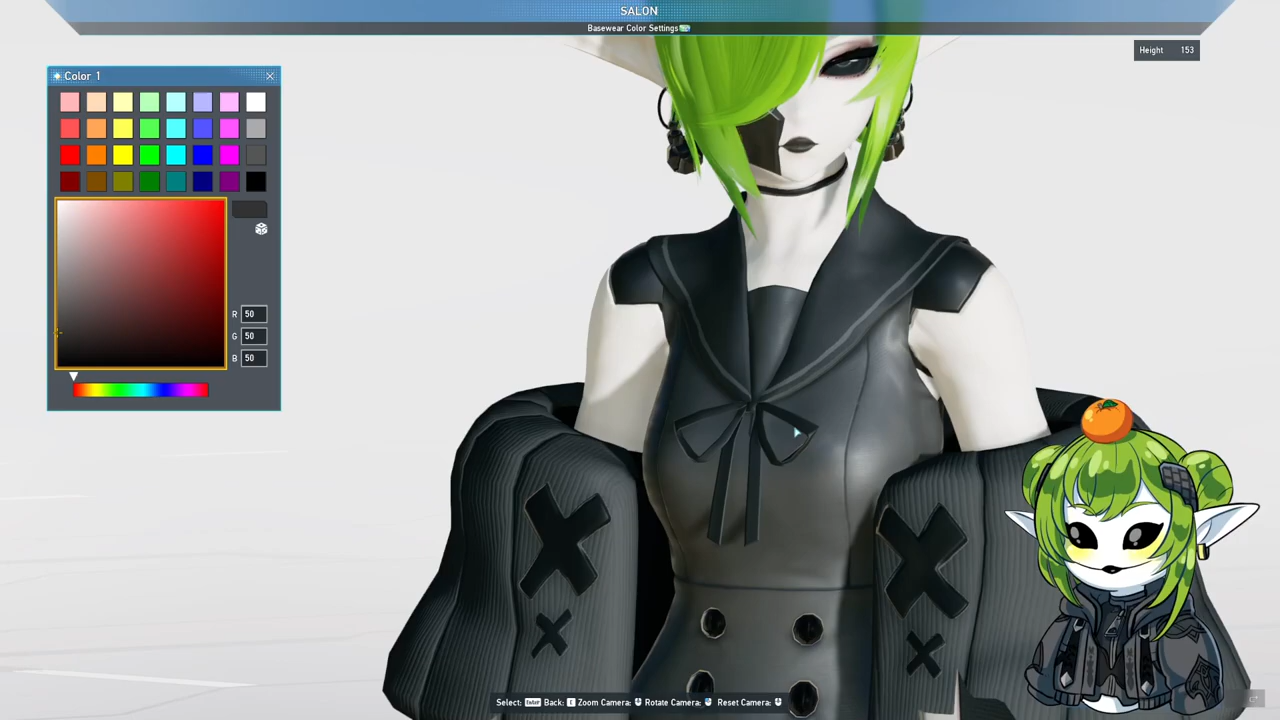 SALON
Basewear Color Settings
Height 153
Color 1
R 50
G 50
B 50
Select: Enter Back: E Zoom Camera: Rotate Camera: Reset Camera: